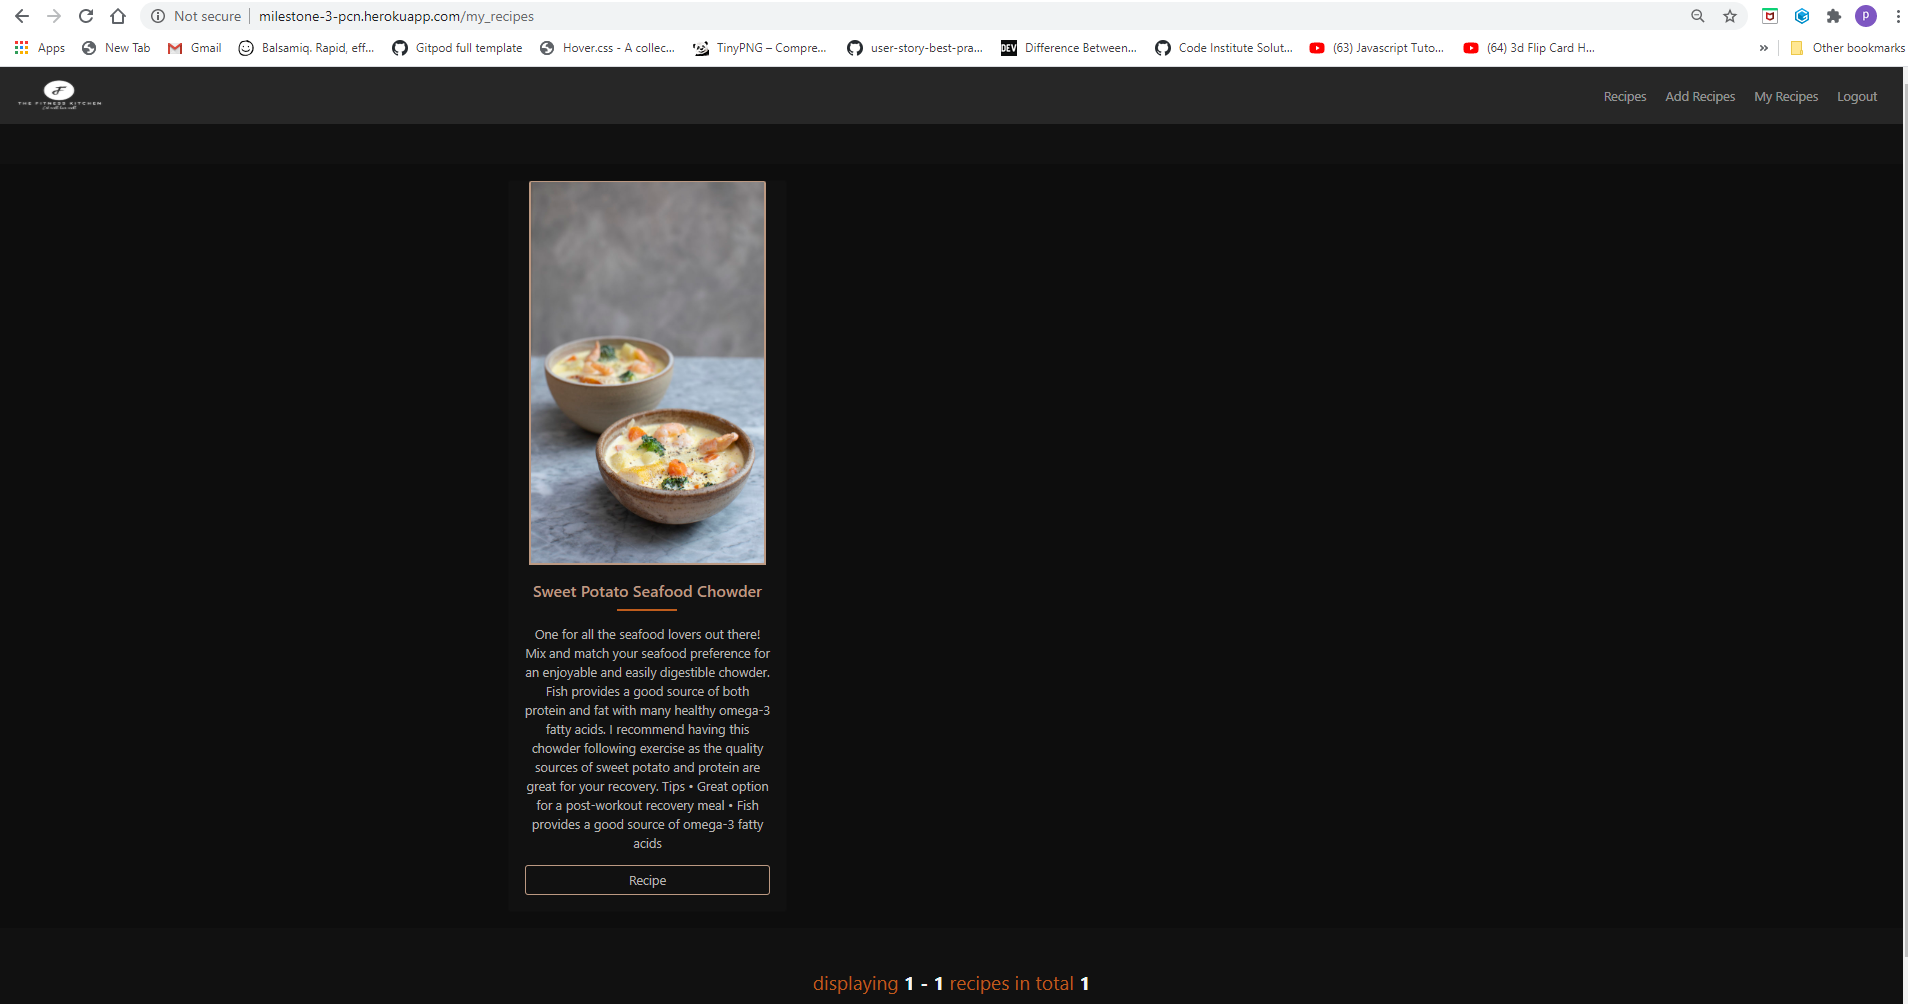 Not secure | milestone-3-pcn.herokuapp.com/my_recipes
P
Apps New Tab Gmail Balsamiq. Rapid, eff... Gitpod full template Hover.css - A collec... TinyPNG – Compre... user-story-best-pra... DEV Difference Between... Code Institute Solut... (63) Javascript Tuto... (64) 3d Flip Card H... » Other bookmarks
THE FITNESS KITCHEN
Recipes Add Recipes My Recipes Logout
Sweet Potato Seafood Chowder
One for all the seafood lovers out there!
Mix and match your seafood preference for
an enjoyable and easily digestible chowder.
Fish provides a good source of both
protein and fat with many healthy omega-3
fatty acids. I recommend having this
chowder following exercise as the quality
sources of sweet potato and protein are
great for your recovery. Tips • Great option
for a post-workout recovery meal • Fish
provides a good source of omega-3 fatty
acids
Recipe
displaying 1 - 1 recipes in total 1